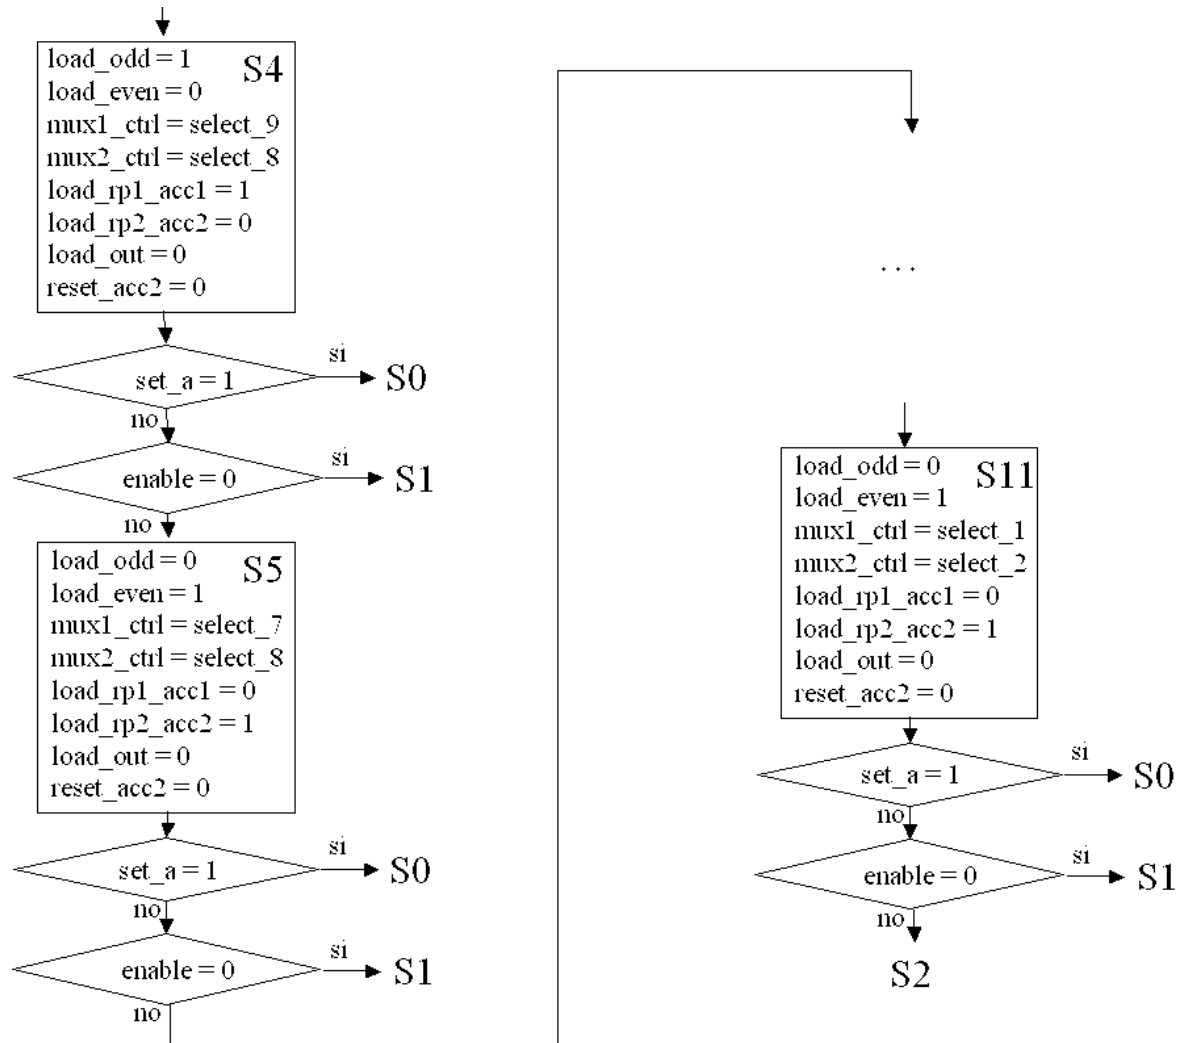 load_odd = 1
S4
load_even = 0
mux1_ctrl = select_9
mux2_ctrl = select_8
load_rp1_acc1 = 1
load_rp2_acc2 = 0
load_out = 0
reset_acc2 = 0
set_a = 1
si
S0
no
enable = 0
si
S1
no
load_odd = 0
S5
load_even = 1
mux1_ctrl = select_7
mux2_ctrl = select_8
load_rp1_acc1 = 0
load_rp2_acc2 = 1
load_out = 0
reset_acc2 = 0
set_a = 1
si
S0
no
enable = 0
si
S1
no
...
load_odd = 0
S11
load_even = 1
mux1_ctrl = select_1
mux2_ctrl = select_2
load_rp1_acc1 = 0
load_rp2_acc2 = 1
load_out = 0
reset_acc2 = 0
set_a = 1
si
S0
no
enable = 0
si
S1
no
S2